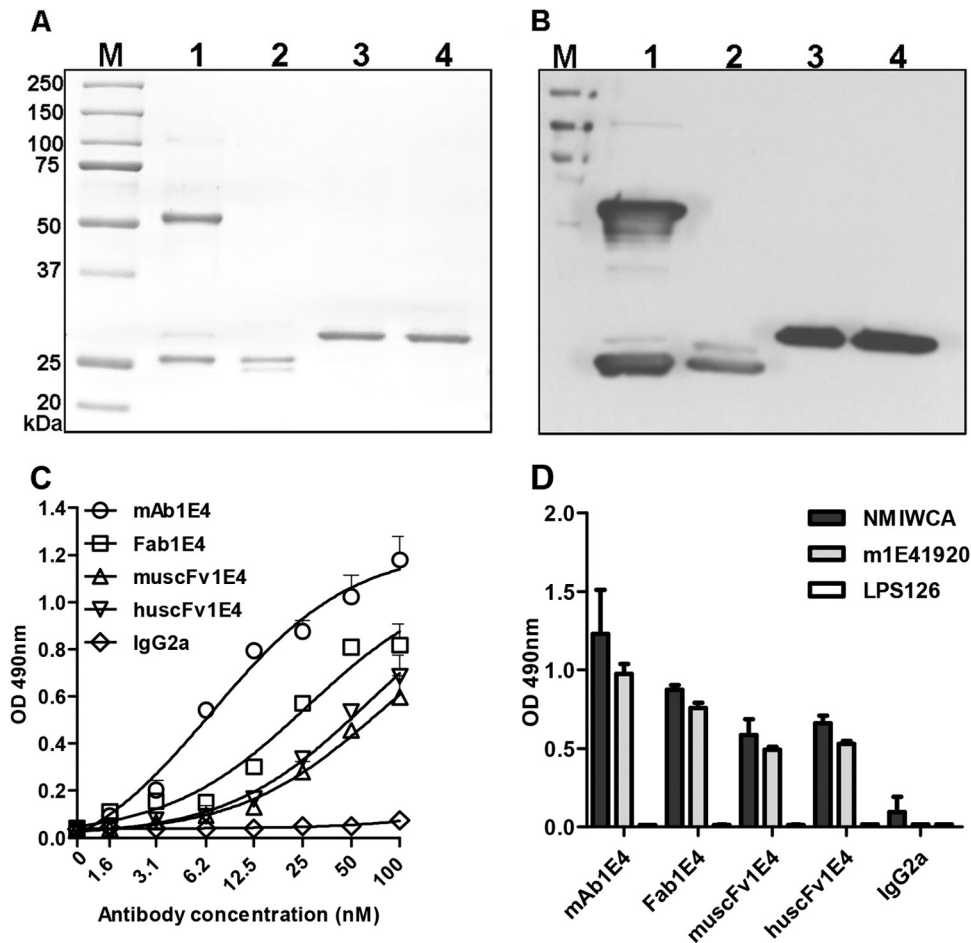 A
M 1 2 3 4
250
150
100
75
50
37
25
20
kDa
B
M 1 2 3 4
C
1.4
1.2
1.0
0.8
0.6
0.4
0.2
0.0
OD 490nm
mAb1E4
Fab1E4
muscFv1E4
huscFv1E4
IgG2a
0 1.6 3.1 6.2 12.5 25 50 100
Antibody concentration (nM)
D
2.0
1.5
1.0
0.5
0.0
OD 490nm
NMIWCA
m1E41920
LPS126
mAb1E4 Fab1E4 muscFv1E4 huscFv1E4 IgG2a